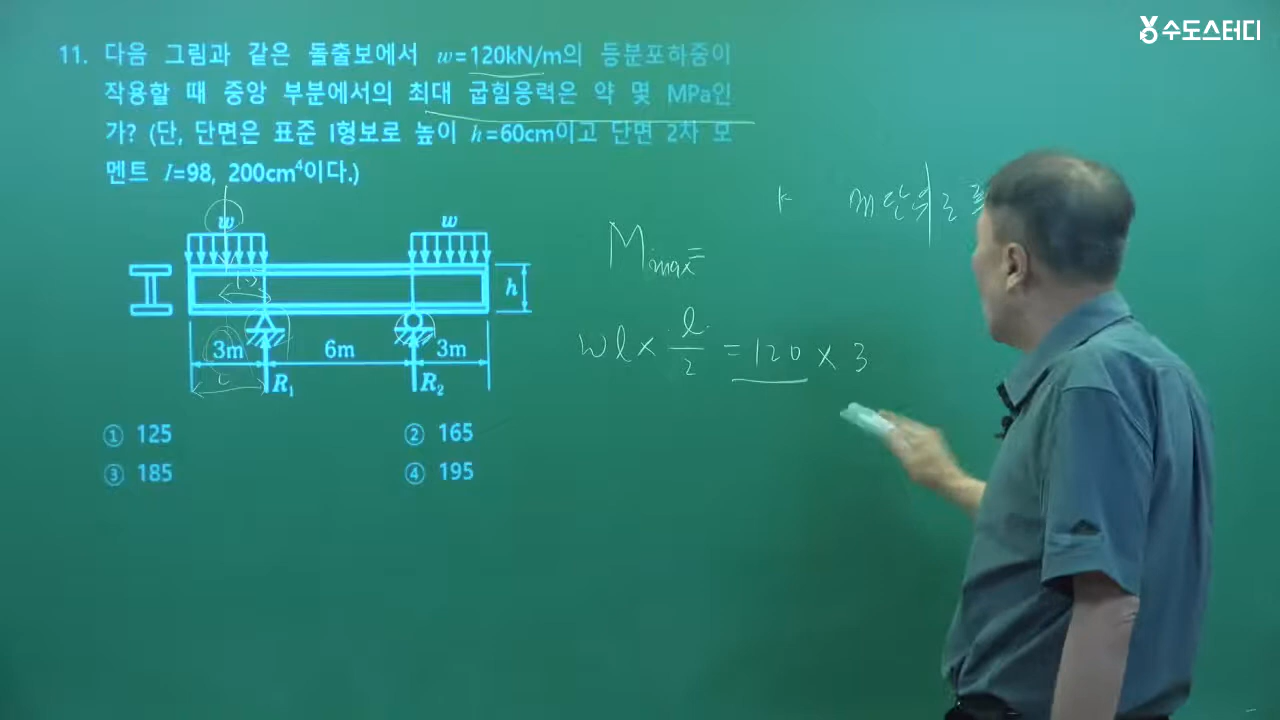 수도스터디
11. 다음 그림과 같은 돌출보에서 w=120kN/m의 등분포하중이
작용할 때 중앙 부분에서의 최대 굽힘응력은 약 몇 MPa인
가? (단, 단면은 표준 I형보로 높이 h=60cm이고 단면 2차 모
멘트 I=98, 200cm⁴이다.)
w w
h
3m 6m 3m
R₁ R₂
① 125 ② 165
③ 185 ④ 195
Mmax=
wl × l/2 = 120 × 3